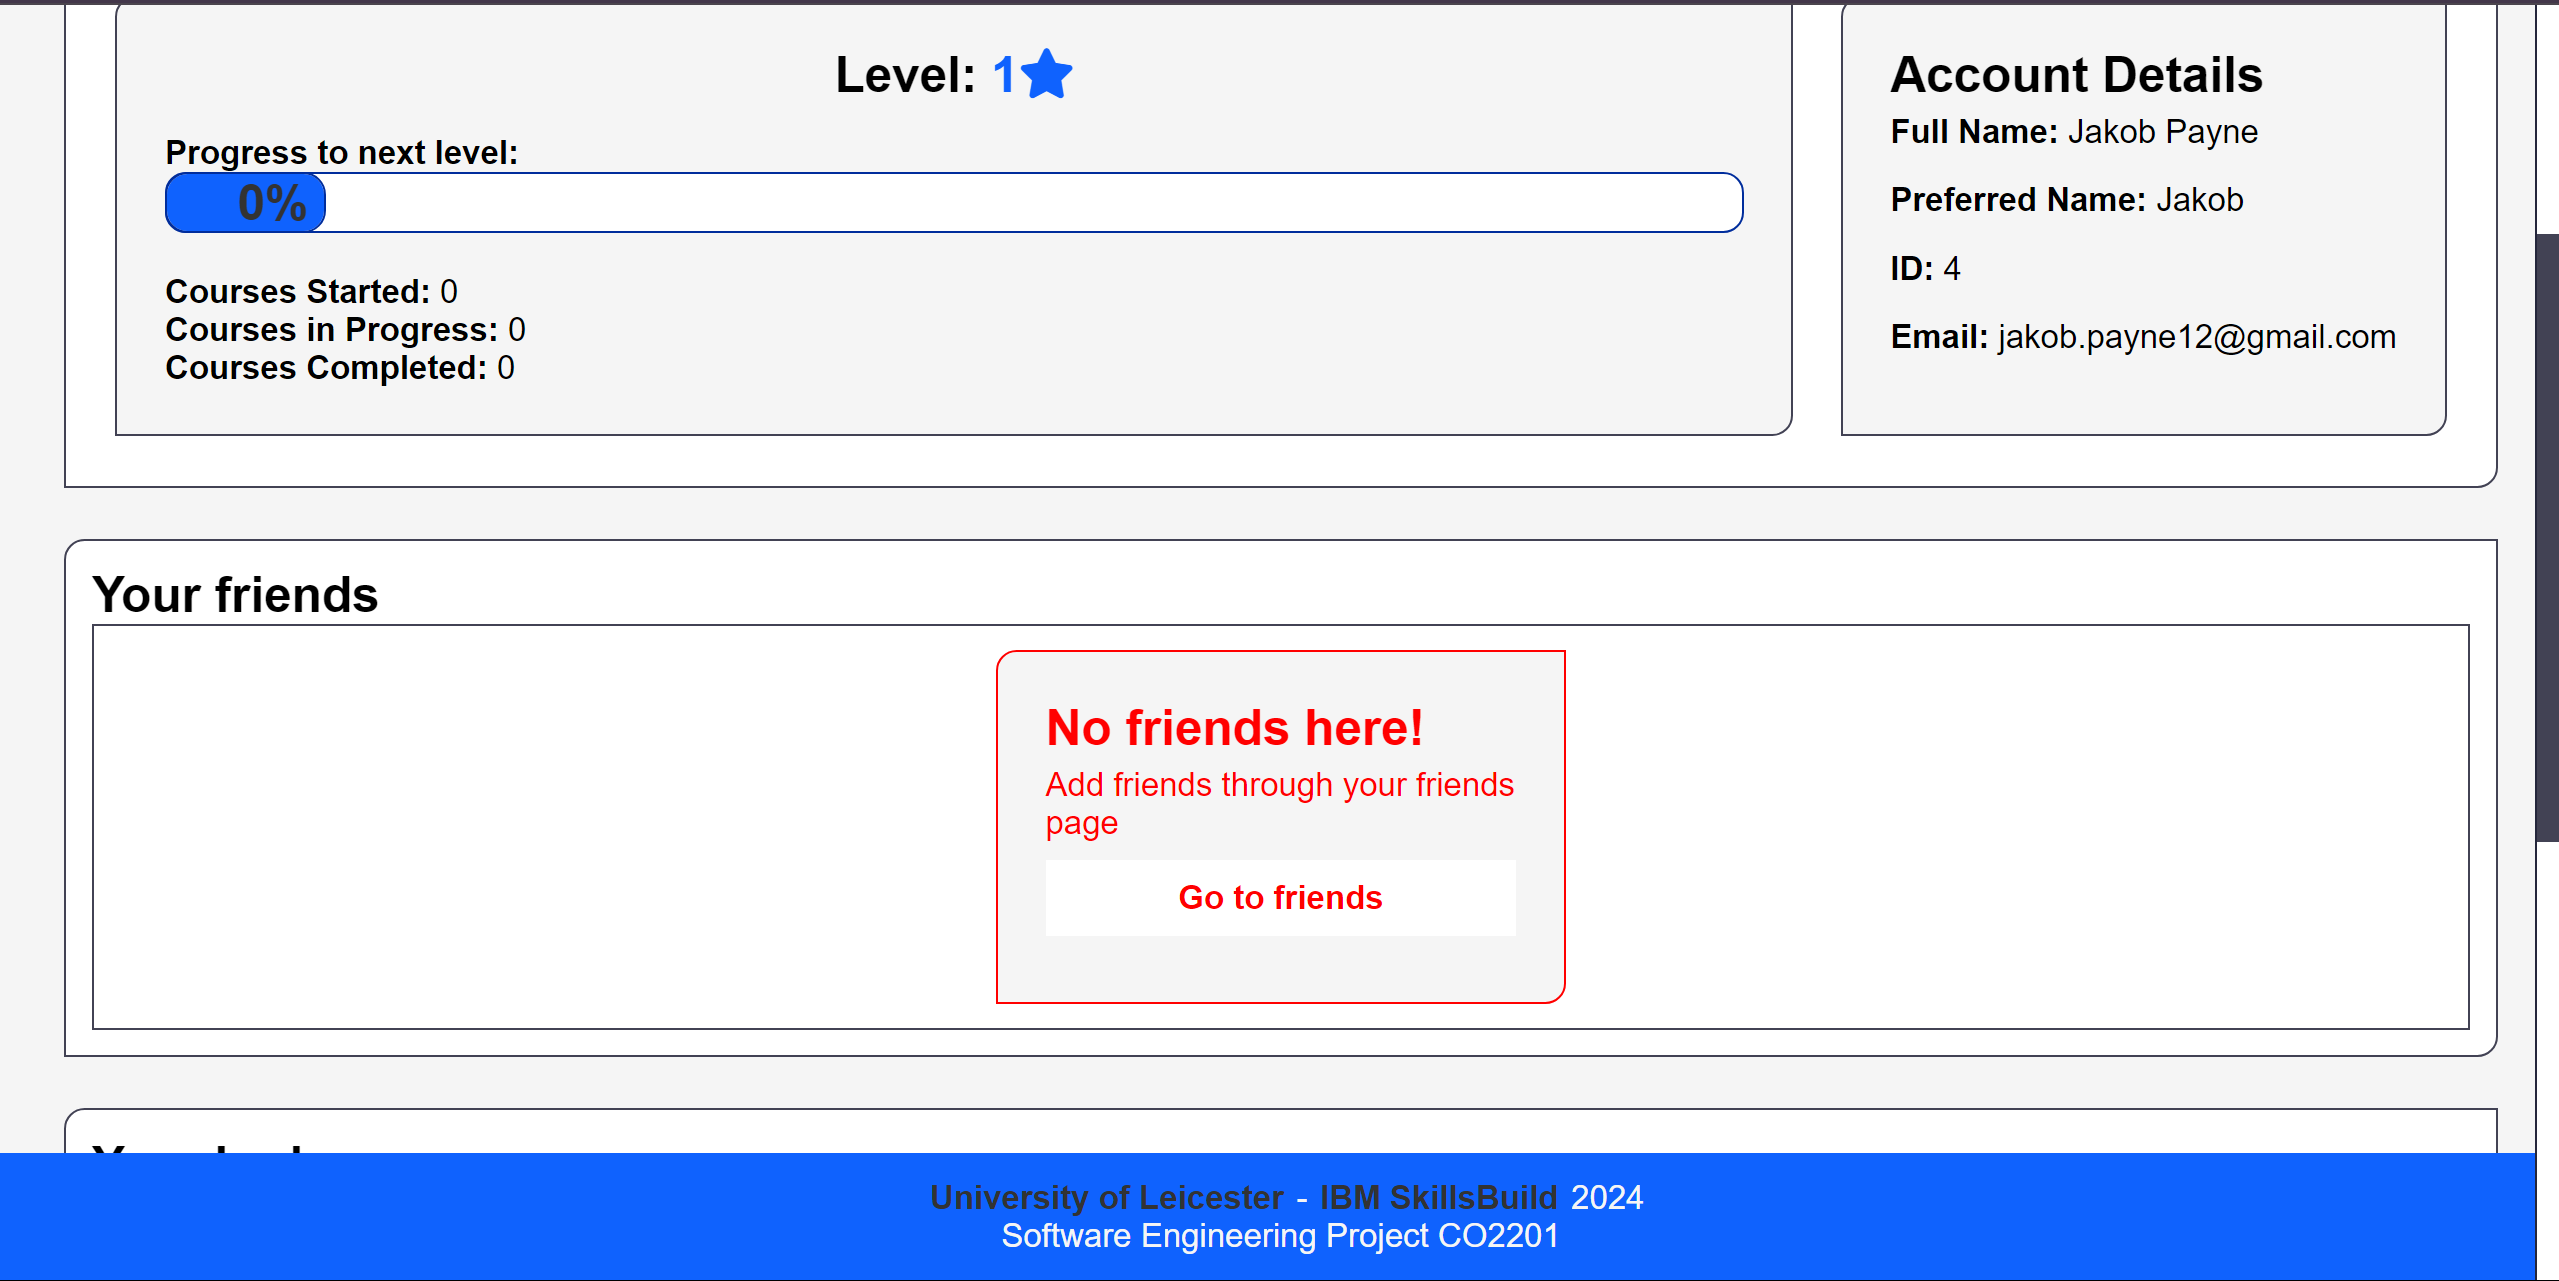 Level: 1
Progress to next level:
0%
Courses Started: 0
Courses in Progress: 0
Courses Completed: 0
Account Details
Full Name: Jakob Payne
Preferred Name: Jakob
ID: 4
Email: jakob.payne12@gmail.com
Your friends
No friends here!
Add friends through your friends
page
Go to friends
University of Leicester - IBM SkillsBuild 2024
Software Engineering Project CO2201